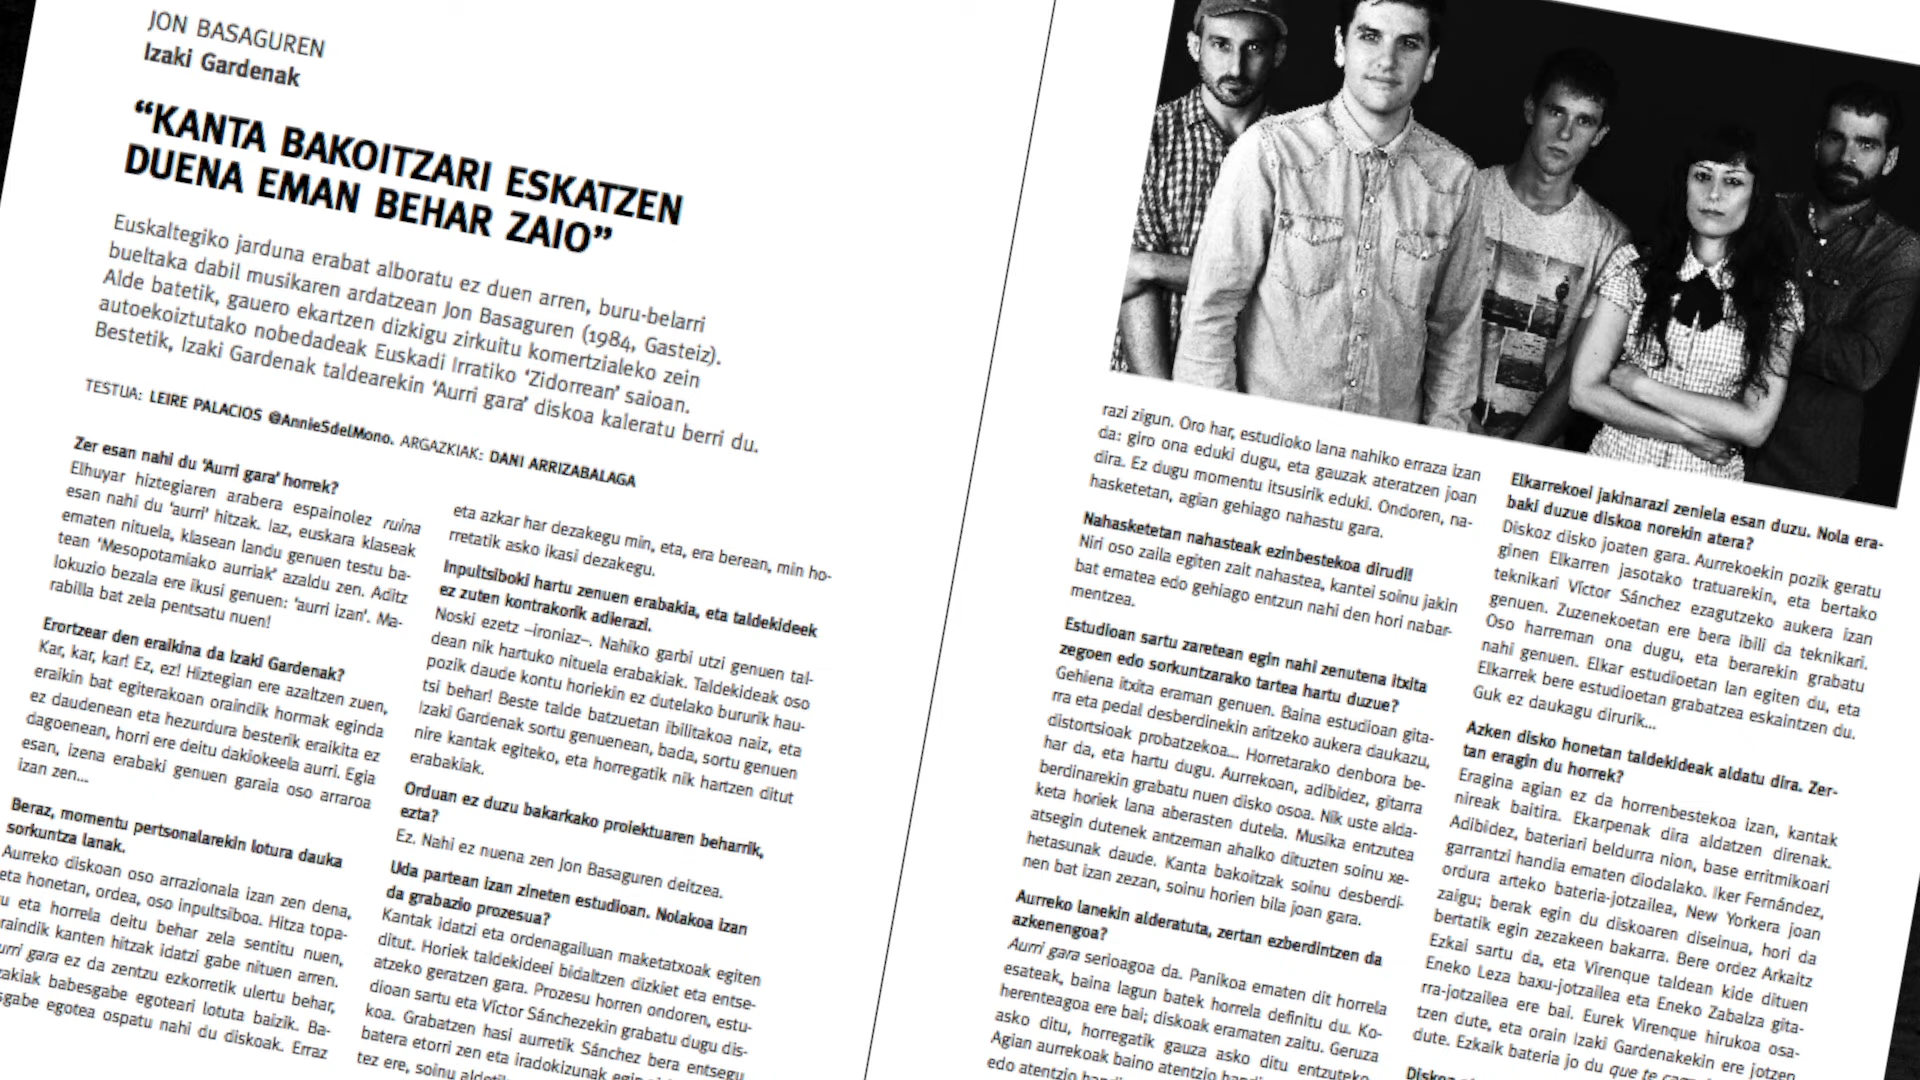 JON BASAGUREN
Izaki Gardenak
“KANTA BAKOITZARI ESKATZEN
DUENA EMAN BEHAR ZAIO”
Euskaltegiko jarduna erabat alboratu ez duen arren, buru-belarri
bueltaka dabil musikaren ardatzean Jon Basaguren (1984, Gasteiz).
Alde batetik, gauero ekartzen dizkigu zirkuitu komertzialeko zein
autoekoiztutako nobedadeak Euskadi Irratiko ‘Zidorrean’ saioan.
Bestetik, Izaki Gardenak taldearekin ‘Aurri gara’ diskoa kaleratu berri du.
TESTUA: LEIRE PALACIOS @AnnieSdelMono. ARGAZKIAK: DANI ARRIZABALAGA
Zer esan nahi du ‘Aurri gara’ horrek?
Elhuyar hiztegiaren arabera espainolez ruina
esan nahi du ‘aurri’ hitzak. Iaz, euskara klaseak
ematen nituela, klasean landu genuen testu ba-
tean ‘Mesopotamiako aurriak’ azaldu zen. Aditz
lokuzio bezala ere ikusi genuen: ‘aurri izan’. Ma-
rabilla bat zela pentsatu nuen!
Erortzear den eraikina da Izaki Gardenak?
Kar, kar, kar! Ez, ez! Hiztegian ere azaltzen zuen,
eraikin bat egiterakoan oraindik hormak eginda
ez daudenean eta hezurdura besterik eraikita ez
dagoenean, horri ere deitu dakiokeela aurri. Egia
esan, izena erabaki genuen garaia oso arraroa
izan zen...
Beraz, momentu pertsonalarekin lotura dauka
sorkuntza lanak.
Aurreko diskoan oso arrazionala izan zen dena,
eta honetan, ordea, oso inpultsiboa. Hitza topa-
u eta horrela deitu behar zela sentitu nuen,
raindik kanten hitzak idatzi gabe nituen arren.
urri gara ez da zentzu ezkorretik ulertu behar,
zakiak babesgabe egoteari lotuta baizik. Ba-
sgabe egotea ospatu nahi du diskoak. Erraz
eta azkar har dezakegu min, eta, era berean, min ho-
rretatik asko ikasi dezakegu.
Inpultsiboki hartu zenuen erabakia, eta taldekideek
ez zuten kontrakorik adierazi.
Noski ezetz –ironiaz–. Nahiko garbi utzi genuen tal-
dean nik hartuko nituela erabakiak. Taldekideak oso
pozik daude kontu horiekin ez dutelako bururik hau-
tsi behar! Beste talde batzuetan ibilitakoa naiz, eta
Izaki Gardenak sortu genuenean, bada, sortu genuen
nire kantak egiteko, eta horregatik nik hartzen ditut
erabakiak.
Orduan ez duzu bakarkako proiektuaren beharrik,
ezta?
Ez. Nahi ez nuena zen Jon Basaguren deitzea.
Uda partean izan zineten estudioan. Nolakoa izan
da grabazio prozesua?
Kantak idatzi eta ordenagailuan maketatxoak egiten
ditut. Horiek taldekideei bidaltzen dizkiet eta entse-
atzeko geratzen gara. Prozesu horren ondoren, estu-
dioan sartu eta Víctor Sánchezekin grabatu dugu dis-
koa. Grabatzen hasi aurretik Sánchez bera entsegu
batera etorri zen eta iradokizunak
tez ere, soinu
razi zigun. Oro har, estudioko lana nahiko erraza izan
da: giro ona eduki dugu, eta gauzak ateratzen joan
dira. Ez dugu momentu itsusirik eduki. Ondoren, na-
hasketetan, agian gehiago nahastu gara.
Nahasketetan nahasteak ezinbestekoa dirudi!
Niri oso zaila egiten zait nahastea, kantei soinu jakin
bat ematea edo gehiago entzun nahi den hori nabar-
mentzea.
Estudioan sartu zaretean egin nahi zenutena itxita
zegoen edo sorkuntzarako tartea hartu duzue?
Gehiena itxita eraman genuen. Baina estudioan gita-
rra eta pedal desberdinekin aritzeko aukera daukazu,
distortsioak probatzekoa... Horretarako denbora be-
har da, eta hartu dugu. Aurrekoan, adibidez, gitarra
berdinarekin grabatu nuen disko osoa. Nik uste alda-
keta horiek lana aberasten dutela. Musika entzutea
atsegin dutenek antzeman ahalko dituzten soinu xe-
hetasunak daude. Kanta bakoitzak soinu desberdi-
nen bat izan zezan, soinu horien bila joan gara.
Aurreko lanekin alderatuta, zertan ezberdintzen da
azkenengoa?
Aurri gara serioagoa da. Panikoa ematen dit horrela
esateak, baina lagun batek horrela definitu du. Ko-
herenteagoa ere bai; diskoak eramaten zaitu. Geruza
asko ditu, horregatik gauza asko ditu entzuteko.
Agian aurrekoak baino atentzio
edo atentzio
Elkarrekoei jakinarazi zeniela esan duzu. Nola era-
baki duzue diskoa norekin atera?
Diskoz disko joaten gara. Aurrekoekin pozik geratu
ginen Elkarren jasotako tratuarekin, eta bertako
teknikari Víctor Sánchez ezagutzeko aukera izan
genuen. Zuzenekoetan ere bera ibili da teknikari.
Oso harreman ona dugu, eta berarekin grabatu
nahi genuen. Elkar estudioetan lan egiten du, eta
Elkarrek bere estudioetan grabatzea eskaintzen du.
Guk ez daukagu dirurik...
Azken disko honetan taldekideak aldatu dira. Zer-
tan eragin du horrek?
Eragina agian ez da horrenbestekoa izan, kantak
nireak baitira. Ekarpenak dira aldatzen direnak.
Adibidez, bateriari beldurra nion, base erritmikoari
garrantzi handia ematen diodalako. Iker Fernández,
ordura arteko bateria-jotzailea, New Yorkera joan
zaigu; berak egin du diskoaren diseinua, hori da
bertatik egin zezakeen bakarra. Bere ordez Arkaitz
Ezkai sartu da, eta Virenque taldean kide dituen
Eneko Leza baxu-jotzailea eta Eneko Zabalza gita-
rra-jotzailea ere bai. Eurek Virenque hirukoa osa-
tzen dute, eta orain Izaki Gardenakekin ere jotzen
dute. Ezkaik bateria jo du que te